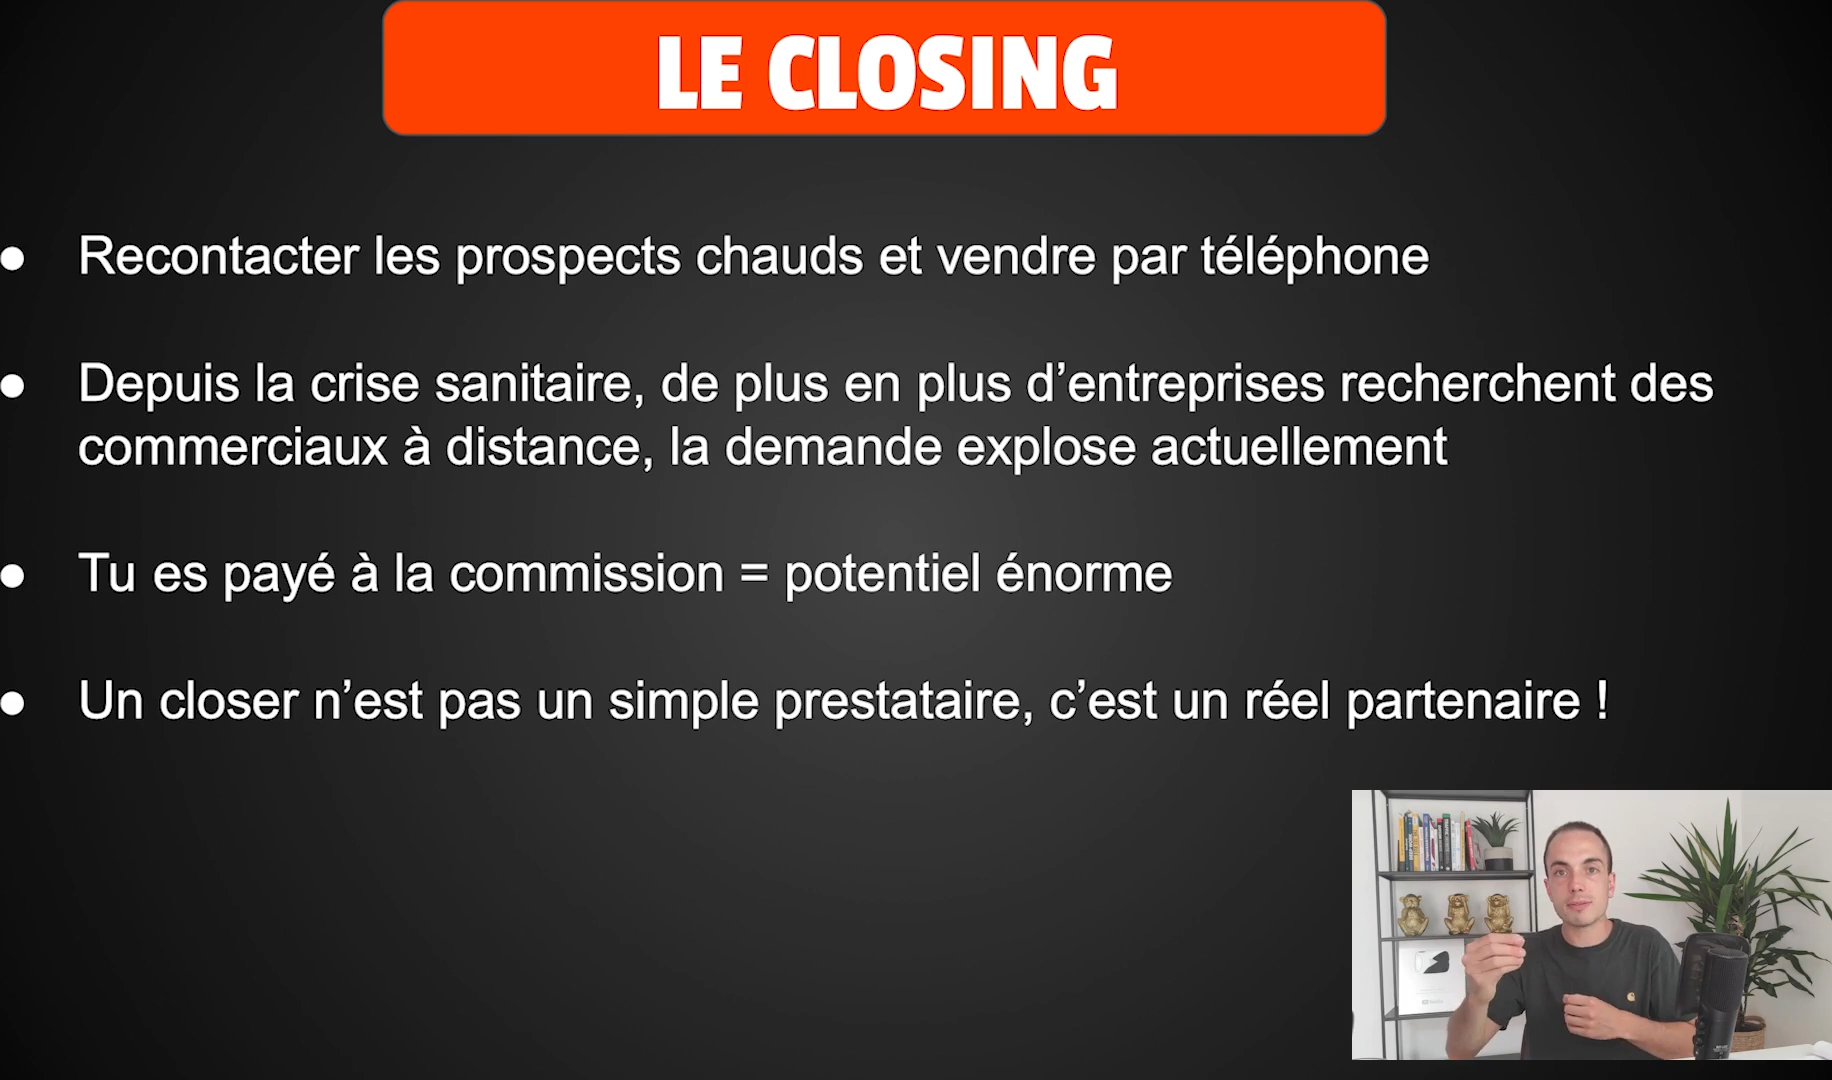 LE CLOSING
● Recontacter les prospects chauds et vendre par téléphone
● Depuis la crise sanitaire, de plus en plus d’entreprises recherchent des
commerciaux à distance, la demande explose actuellement
● Tu es payé à la commission = potentiel énorme
● Un closer n’est pas un simple prestataire, c’est un réel partenaire !